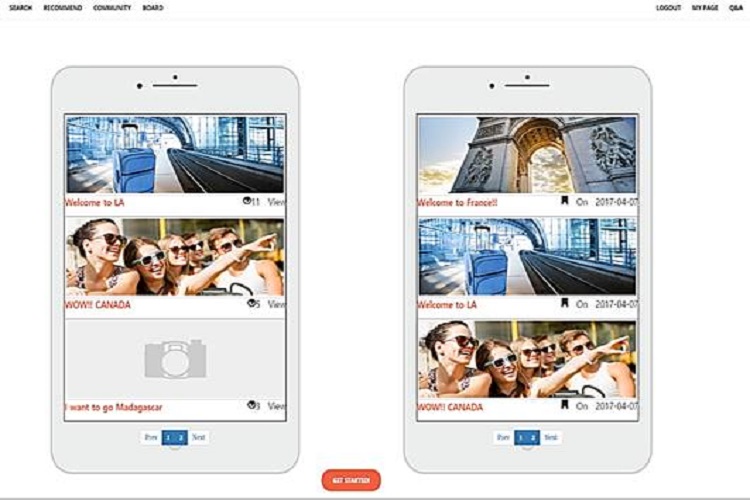 SEARCH RECOMMEND COMMUNITY BOARD LOGOUT MY PAGE Q&A
Welcome to LA 11 View
WOW!! CANADA 5 View
I want to go Madagascar 3 View
Prev 1 2 Next
Welcome to France!! On 2017-04-07
Welcome to LA On 2017-04-07
WOW!! CANADA On 2017-04-07
Prev 1 2 Next
GET STARTED!